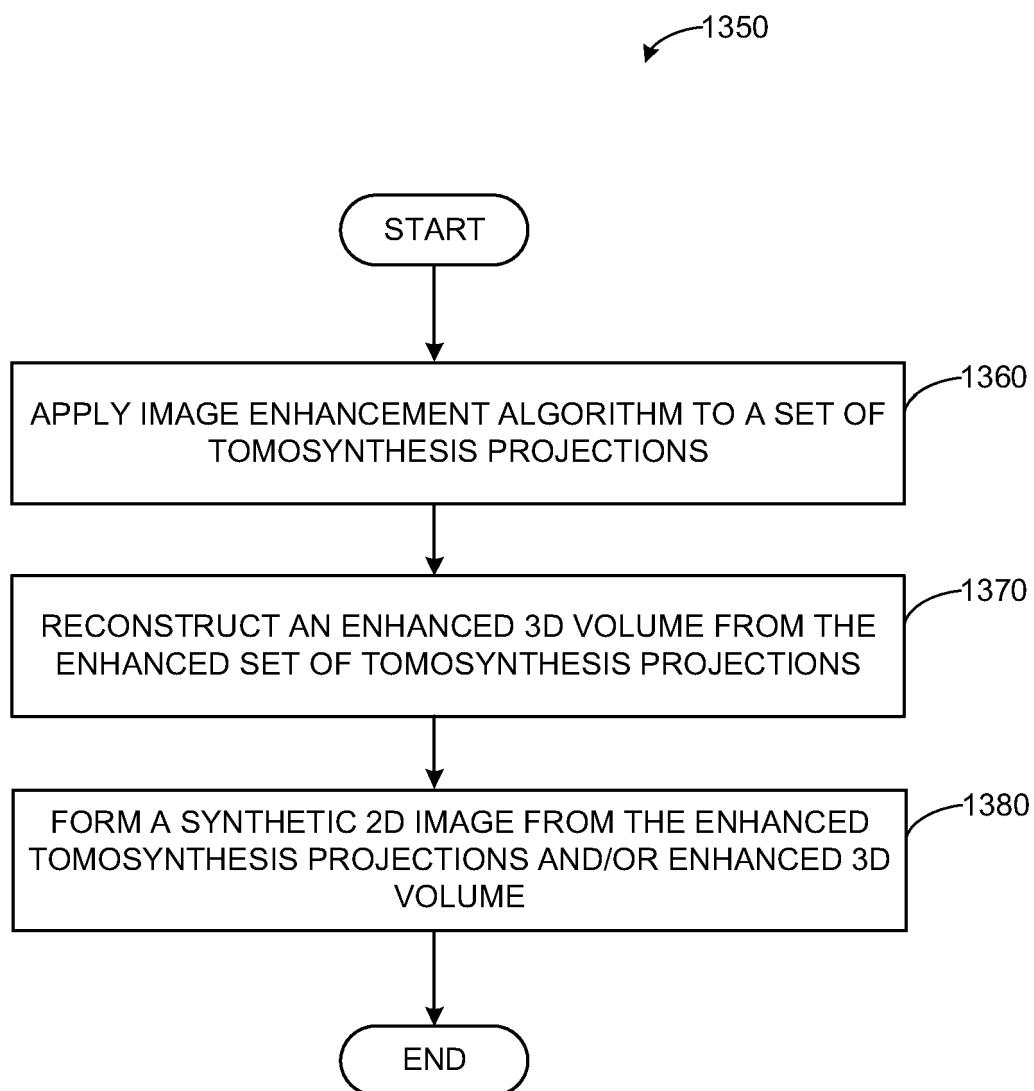 1350
START
APPLY IMAGE ENHANCEMENT ALGORITHM TO A SET OF
TOMOSYNTHESIS PROJECTIONS
1360
RECONSTRUCT AN ENHANCED 3D VOLUME FROM THE
ENHANCED SET OF TOMOSYNTHESIS PROJECTIONS
1370
FORM A SYNTHETIC 2D IMAGE FROM THE ENHANCED
TOMOSYNTHESIS PROJECTIONS AND/OR ENHANCED 3D
VOLUME
1380
END